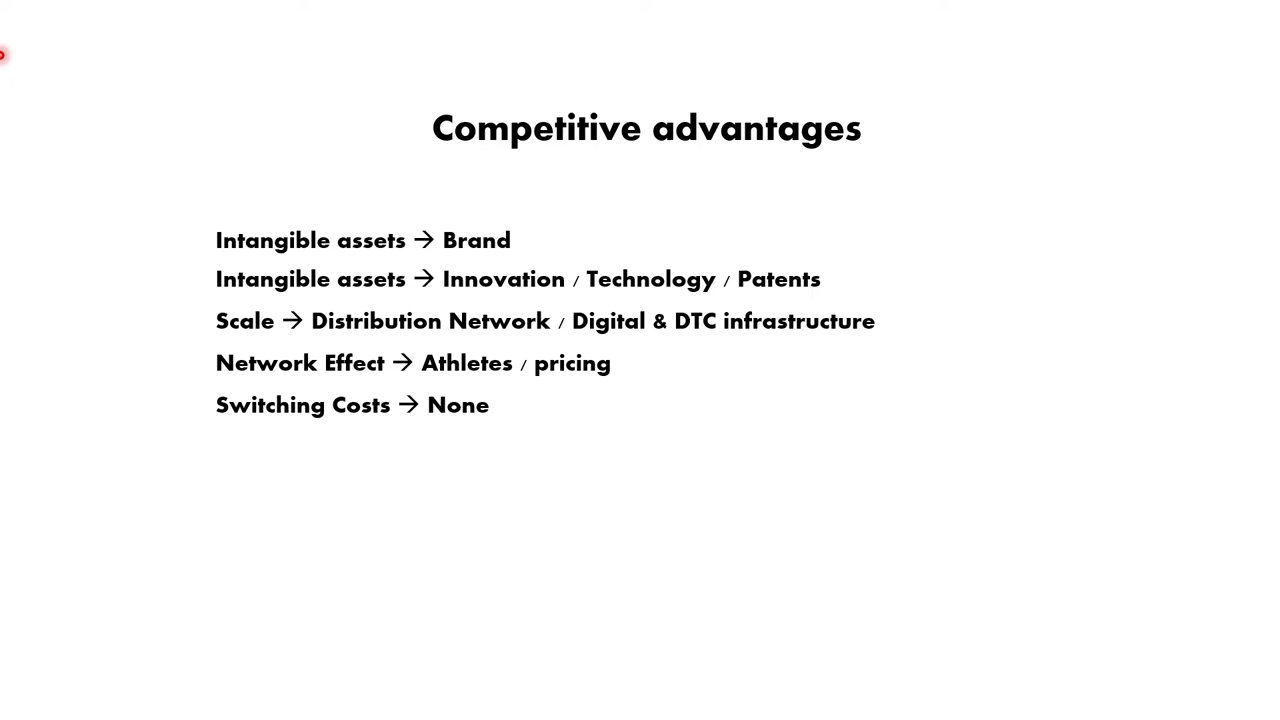 Competitive advantages
Intangible assets → Brand
Intangible assets → Innovation / Technology / Patents
Scale → Distribution Network / Digital & DTC infrastructure
Network Effect → Athletes / pricing
Switching Costs → None